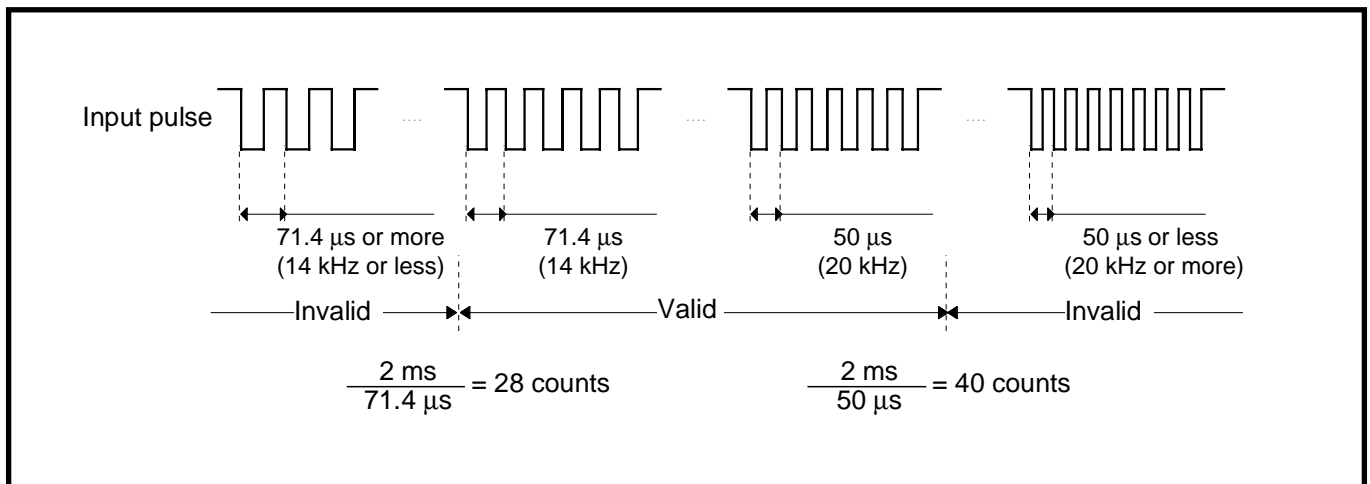 Input pulse
.... .... ....
71.4 μs or more
(14 kHz or less)
71.4 μs
(14 kHz)
50 μs
(20 kHz)
50 μs or less
(20 kHz or more)
Invalid
Valid
Invalid
2 ms
71.4 μs
= 28 counts
2 ms
50 μs
= 40 counts